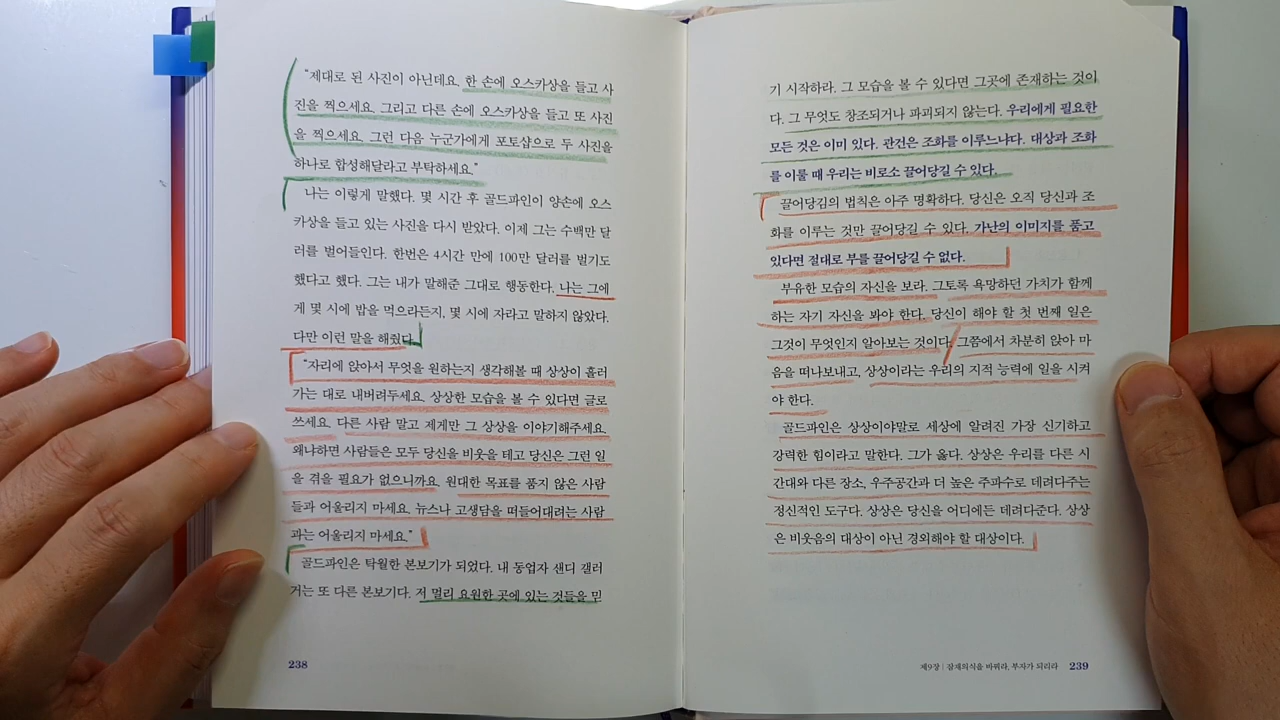 “제대로 된 사진이 아닌데요. 한 손에 오스카상을 들고 사
진을 찍으세요. 그리고 다른 손에 오스카상을 들고 또 사진
을 찍으세요. 그런 다음 누군가에게 포토샵으로 두 사진을
하나로 합성해달라고 부탁하세요.”
나는 이렇게 말했다. 몇 시간 후 골드파인이 양손에 오스
카상을 들고 있는 사진을 다시 받았다. 이제 그는 수백만 달
러를 벌어들인다. 한번은 4시간 만에 100만 달러를 벌기도
했다고 했다. 그는 내가 말해준 그대로 행동한다. 나는 그에
게 몇 시에 밥을 먹으라든지, 몇 시에 자라고 말하지 않았다.
다만 이런 말을 해줬다.
“자리에 앉아서 무엇을 원하는지 생각해볼 때 상상이 흘러
가는 대로 내버려두세요. 상상한 모습을 볼 수 있다면 글로
쓰세요. 다른 사람 말고 제게만 그 상상을 이야기해주세요.
왜냐하면 사람들은 모두 당신을 비웃을 테고 당신은 그런 일
을 겪을 필요가 없으니까요. 원대한 목표를 품지 않은 사람
들과 어울리지 마세요. 뉴스나 고생담을 떠들어대려는 사람
과는 어울리지 마세요.”
골드파인은 탁월한 본보기가 되었다. 내 동업자 샌디 갤러
거는 또 다른 본보기다. 저 멀리 요원한 곳에 있는 것들을 믿
238
기 시작하라. 그 모습을 볼 수 있다면 그곳에 존재하는 것이
다. 그 무엇도 창조되거나 파괴되지 않는다. 우리에게 필요한
모든 것은 이미 있다. 관건은 조화를 이루느냐다. 대상과 조화
를 이룰 때 우리는 비로소 끌어당길 수 있다.
끌어당김의 법칙은 아주 명확하다. 당신은 오직 당신과 조
화를 이루는 것만 끌어당길 수 있다. 가난의 이미지를 품고
있다면 절대로 부를 끌어당길 수 없다.
부유한 모습의 자신을 보라. 그토록 욕망하던 가치가 함께
하는 자기 자신을 봐야 한다. 당신이 해야 할 첫 번째 일은
그것이 무엇인지 알아보는 것이다. 그쯤에서 차분히 앉아 마
음을 떠나보내고, 상상이라는 우리의 지적 능력에 일을 시켜
야 한다.
골드파인은 상상이야말로 세상에 알려진 가장 신기하고
강력한 힘이라고 말한다. 그가 옳다. 상상은 우리를 다른 시
간대와 다른 장소, 우주공간과 더 높은 주파수로 데려다주는
정신적인 도구다. 상상은 당신을 어디에든 데려다준다. 상상
은 비웃음의 대상이 아닌 경외해야 할 대상이다.
제9장 | 잠재의식을 바꿔라, 부자가 되리라 239